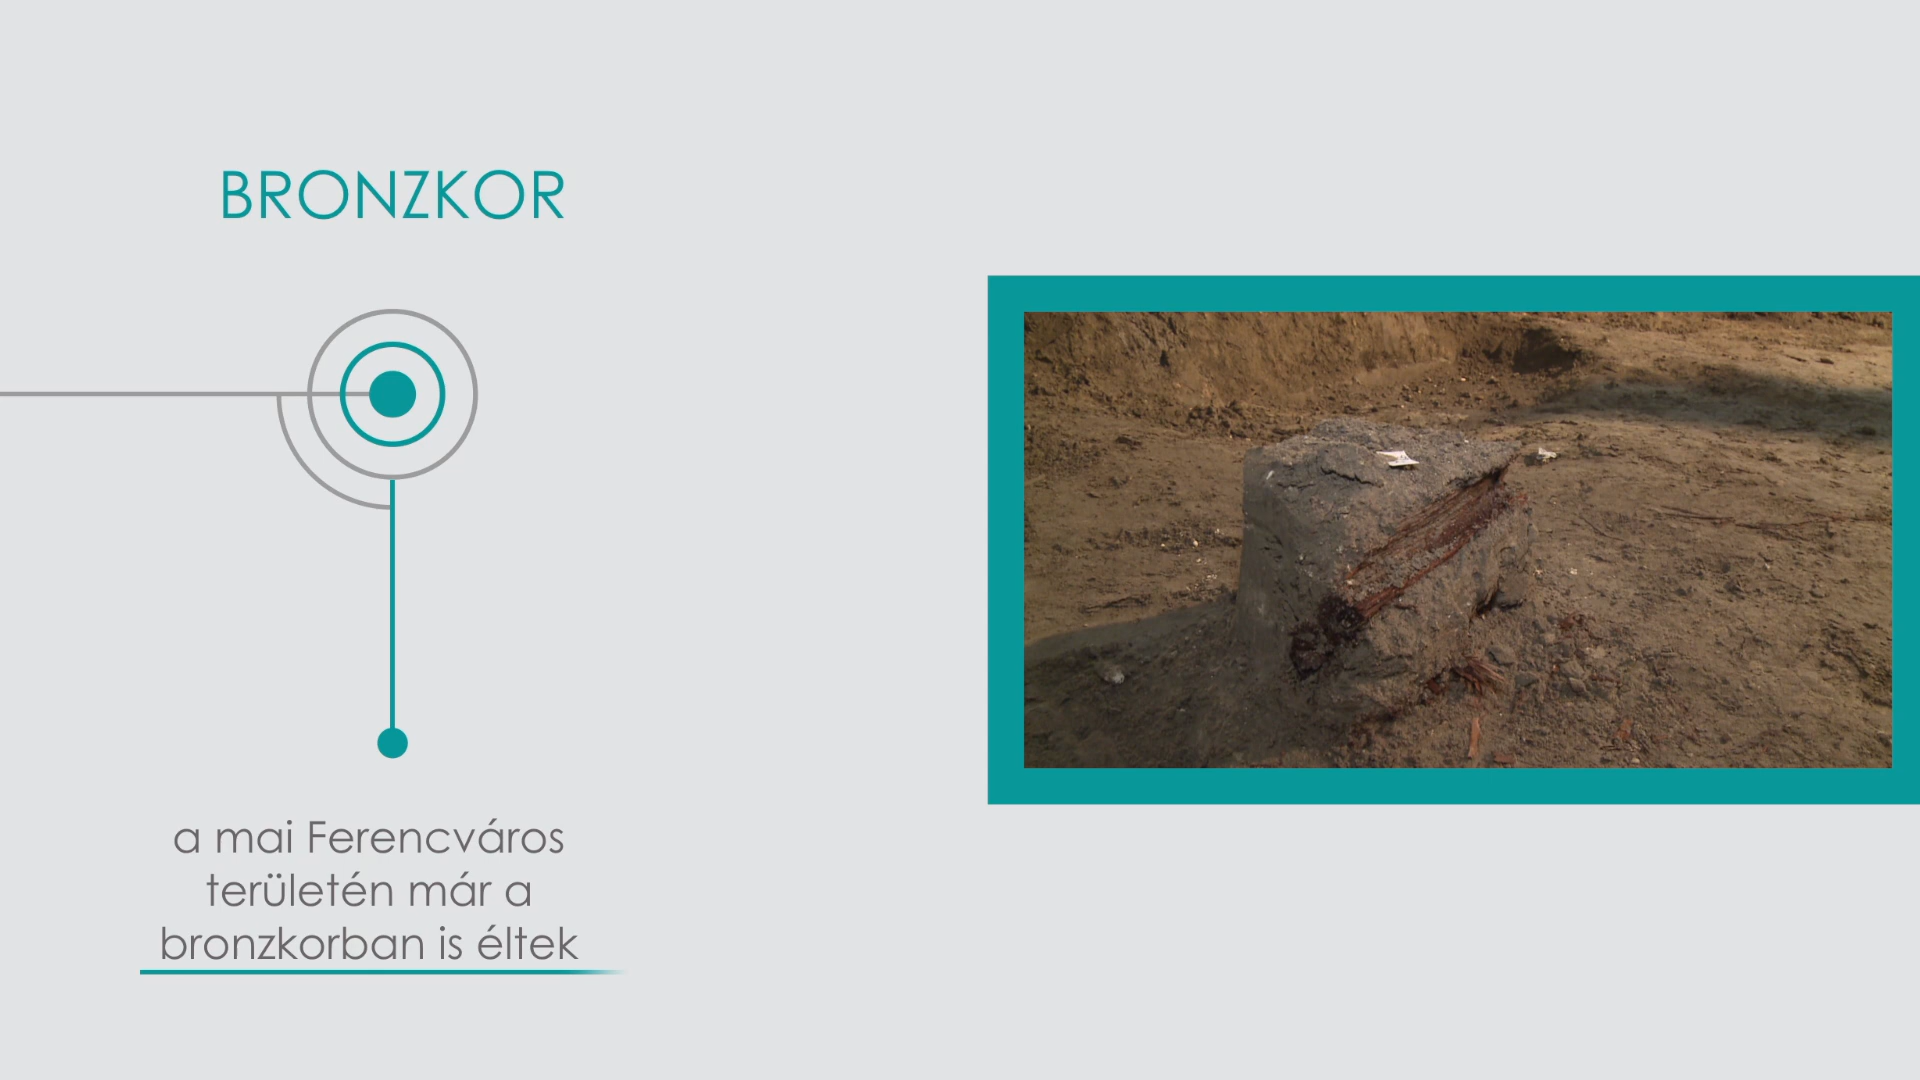 BRONZKOR
a mai Ferencváros
területén már a
bronzkorban is éltek